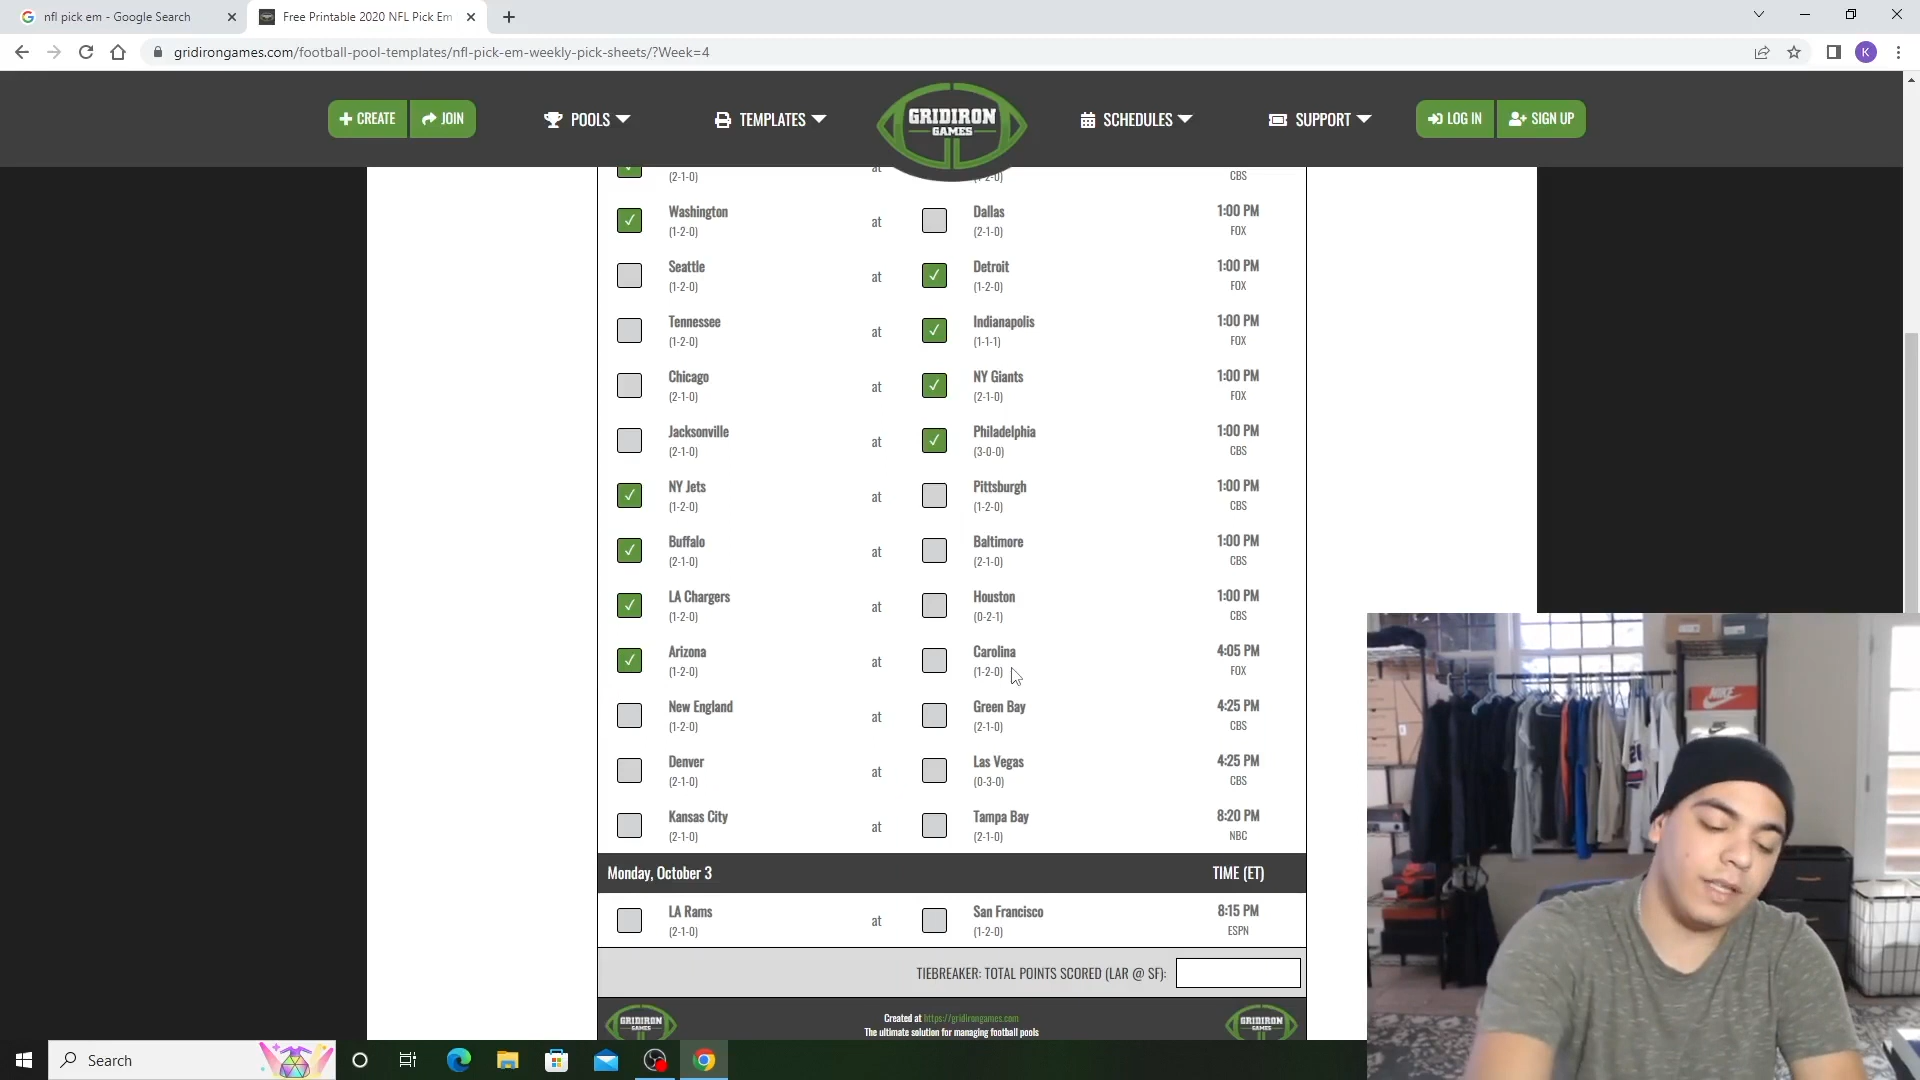 nfl pick em - Google Search
Free Printable 2020 NFL Pick Em
gridirongames.com/football-pool-templates/nfl-pick-em-weekly-pick-sheets/?Week=4
K
CREATE
JOIN
POOLS
TEMPLATES
GRIDIRON
GAMES
SCHEDULES
SUPPORT
LOG IN
SIGN UP
(2-1-0) at CBS
Washington at Dallas 1:00 PM
(1-2-0) (2-1-0) FOX
Seattle at Detroit 1:00 PM
(1-2-0) (1-2-0) FOX
Tennessee at Indianapolis 1:00 PM
(1-2-0) (1-1-1) FOX
Chicago at NY Giants 1:00 PM
(2-1-0) (2-1-0) FOX
Jacksonville at Philadelphia 1:00 PM
(2-1-0) (3-0-0) CBS
NY Jets at Pittsburgh 1:00 PM
(1-2-0) (1-2-0) CBS
Buffalo at Baltimore 1:00 PM
(2-1-0) (2-1-0) CBS
LA Chargers at Houston 1:00 PM
(1-2-0) (0-2-1) CBS
Arizona at Carolina 4:05 PM
(1-2-0) (1-2-0) FOX
New England at Green Bay 4:25 PM
(1-2-0) (2-1-0) CBS
Denver at Las Vegas 4:25 PM
(2-1-0) (0-3-0) CBS
Kansas City at Tampa Bay 8:20 PM
(2-1-0) (2-1-0) NBC
Monday, October 3 TIME (ET)
LA Rams at San Francisco 8:15 PM
(2-1-0) (1-2-0) ESPN
TIEBREAKER: TOTAL POINTS SCORED (LAR @ SF):
GRIDIRON
Created at https://gridirongames.com
The ultimate solution for managing football pools
GRIDIRON
NIKE
Search